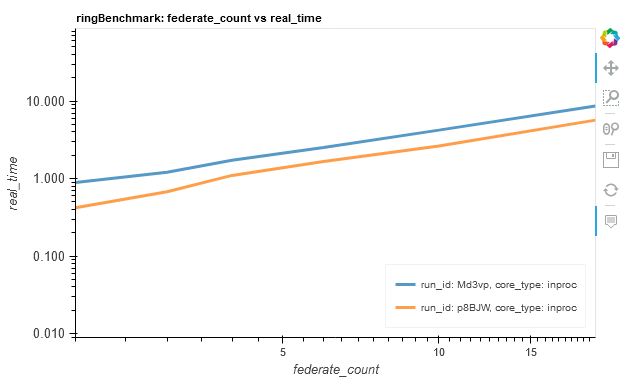 ringBenchmark: federate_count vs real_time
10.000
1.000
0.100
0.010
real_time
5
10
15
federate_count
run_id: Md3vp, core_type: inproc
run_id: p8BJW, core_type: inproc